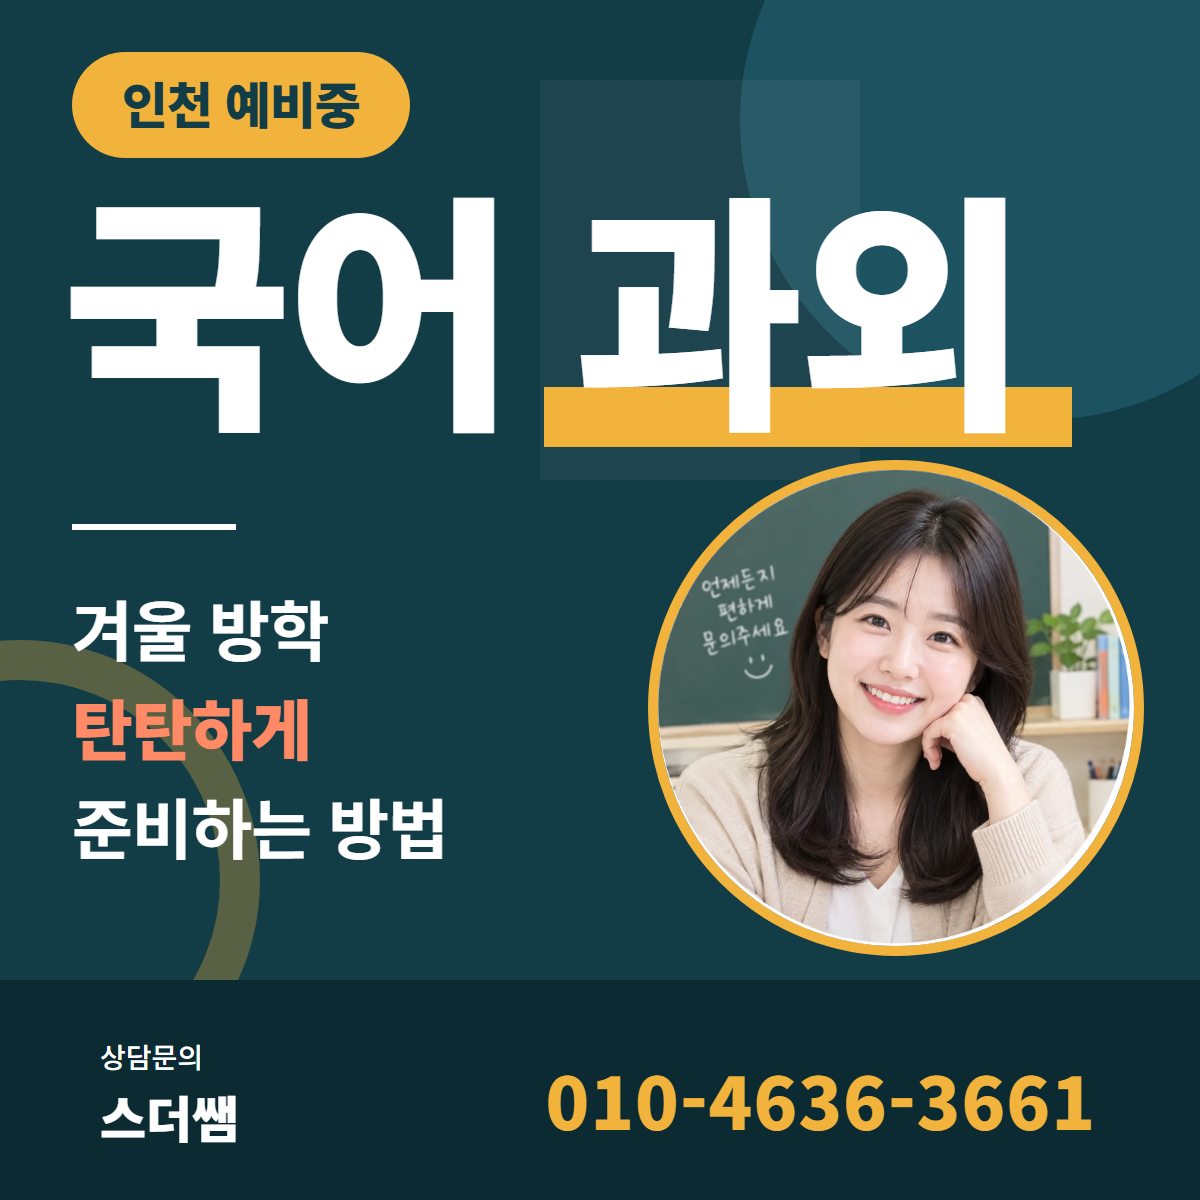 인천 예비중
국어 과외
겨울 방학
탄탄하게
준비하는 방법
언제든지
편하게
문의주세요
상담문의
스더쌤
010-4636-3661